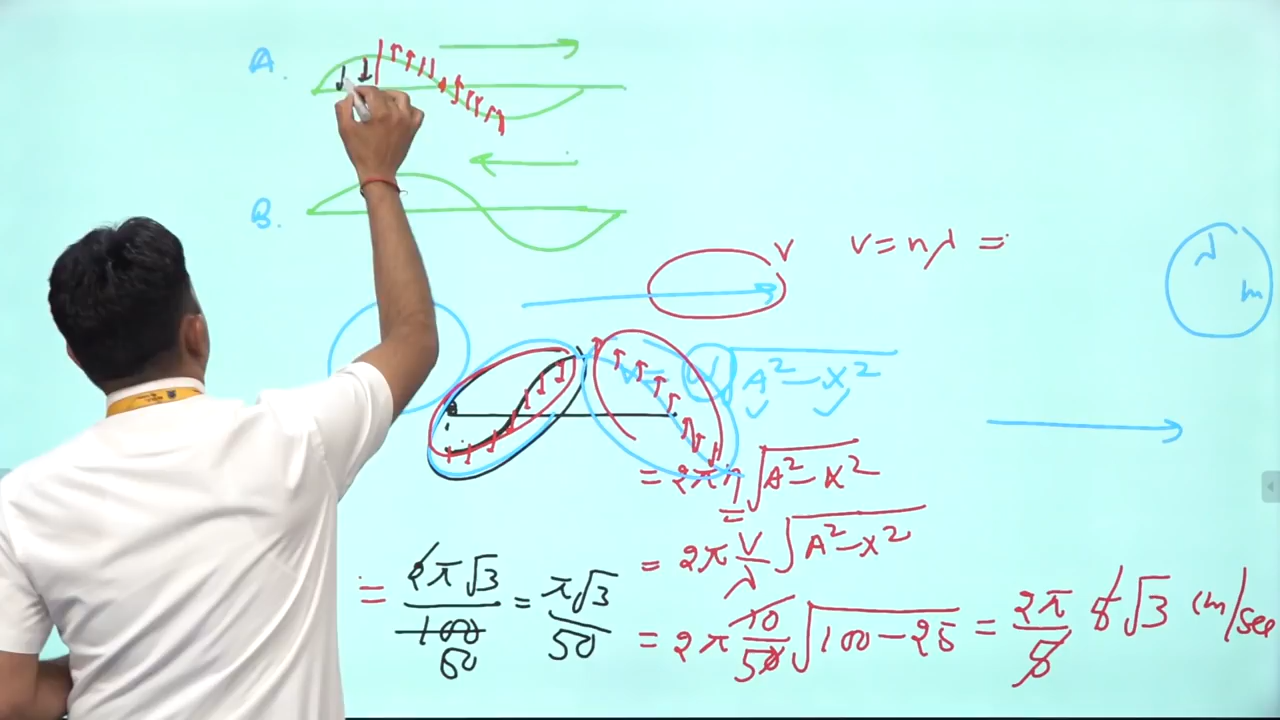 A.
B.
V
v = nλ =
λ
m
A² - x²
= 2πn √A² - x²
= 2π V/λ √A² - x²
= 2π√3/100 60 = π√3/50
= 2π 10/50 √100 - 25 = 2π/5 5√3 cm/sec